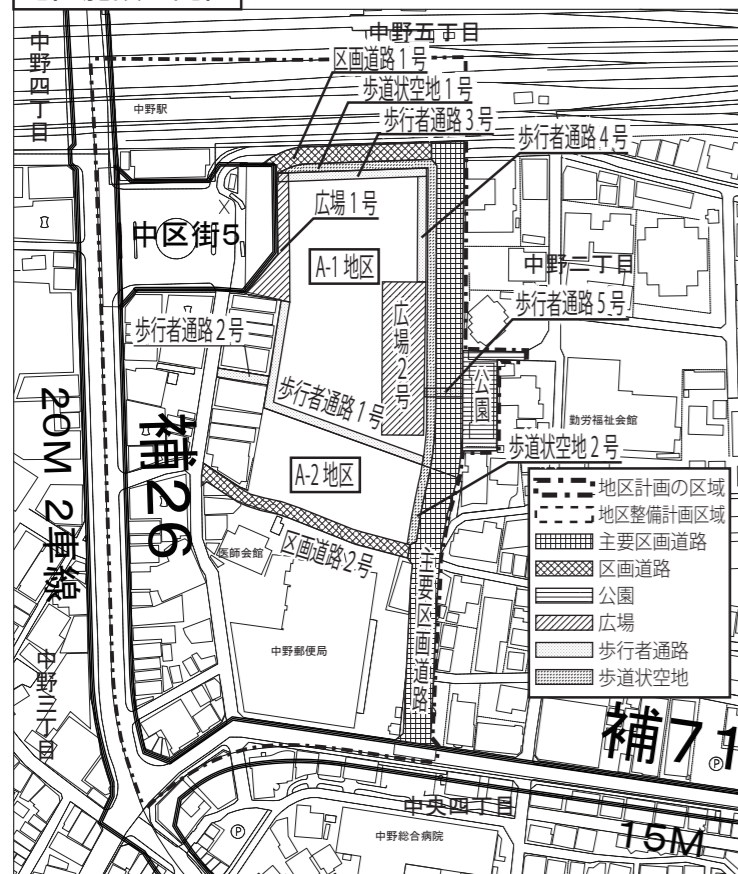 中野五丁目
中野四丁目
区画道路1号
歩道状空地1号
中野駅
歩行者通路3号
歩行者通路4号
広場1号
中区街5
A-1地区
中野二丁目
歩行者通路5号
歩行者通路2号
広場2号
公園
歩行者通路1号
20M 2車線
補26
勤労福祉会館
歩道状空地2号
A-2地区
地区計画の区域
地区整備計画区域
主要区画道路
区画道路
公園
広場
歩行者通路
歩道状空地
医師会館
区画道路2号
主要区画道路
中野郵便局
中野三丁目
補71
P
中央四丁目
P
中野総合病院
15M